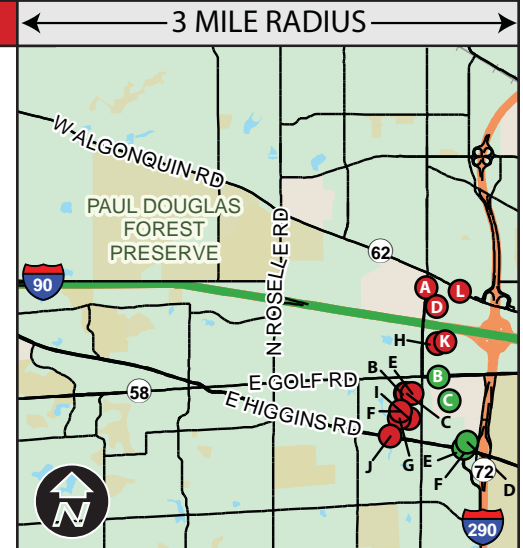 3 MILE RADIUS
W ALGONQUIN RD
PAUL DOUGLAS
FOREST
PRESERVE
N ROSELLE RD
62
90
A
L
D
H
K
B
E
B
I
C
F
C
58
E GOLF RD
E HIGGINS RD
J
G
E
F
72
D
N
290